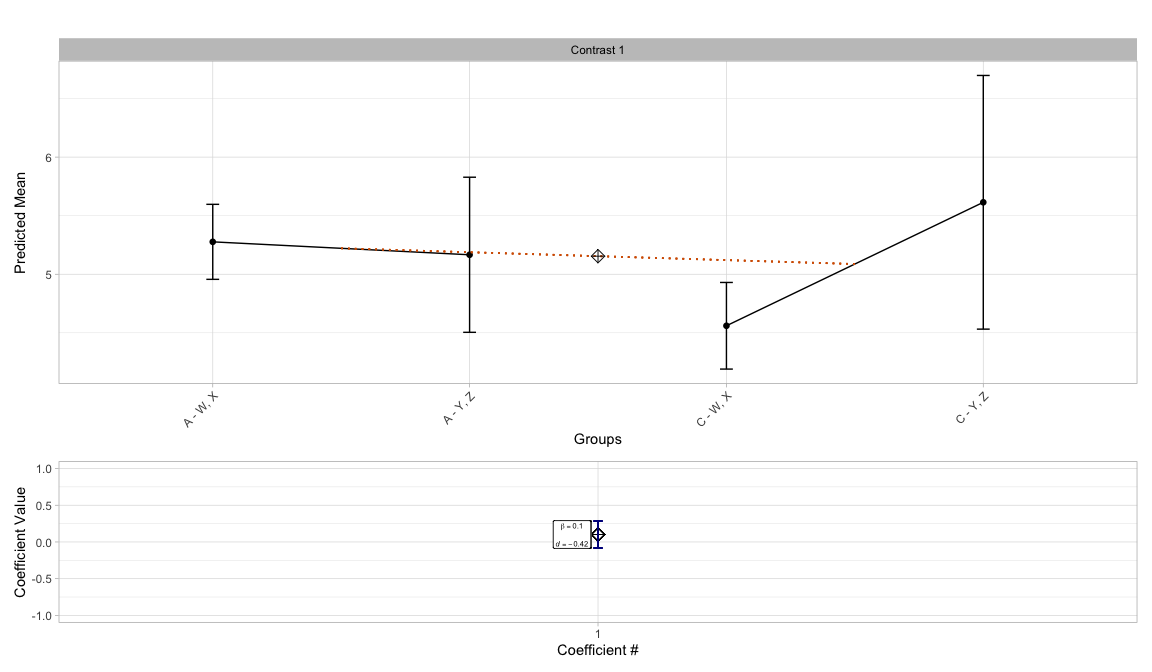 Contrast 1
Predicted Mean
6
5
A - W, X
A - Y, Z
C - W, X
C - Y, Z
Groups
Coefficient Value
1.0
0.5
0.0
-0.5
-1.0
β = 0.1
d = −0.42
1
Coefficient #